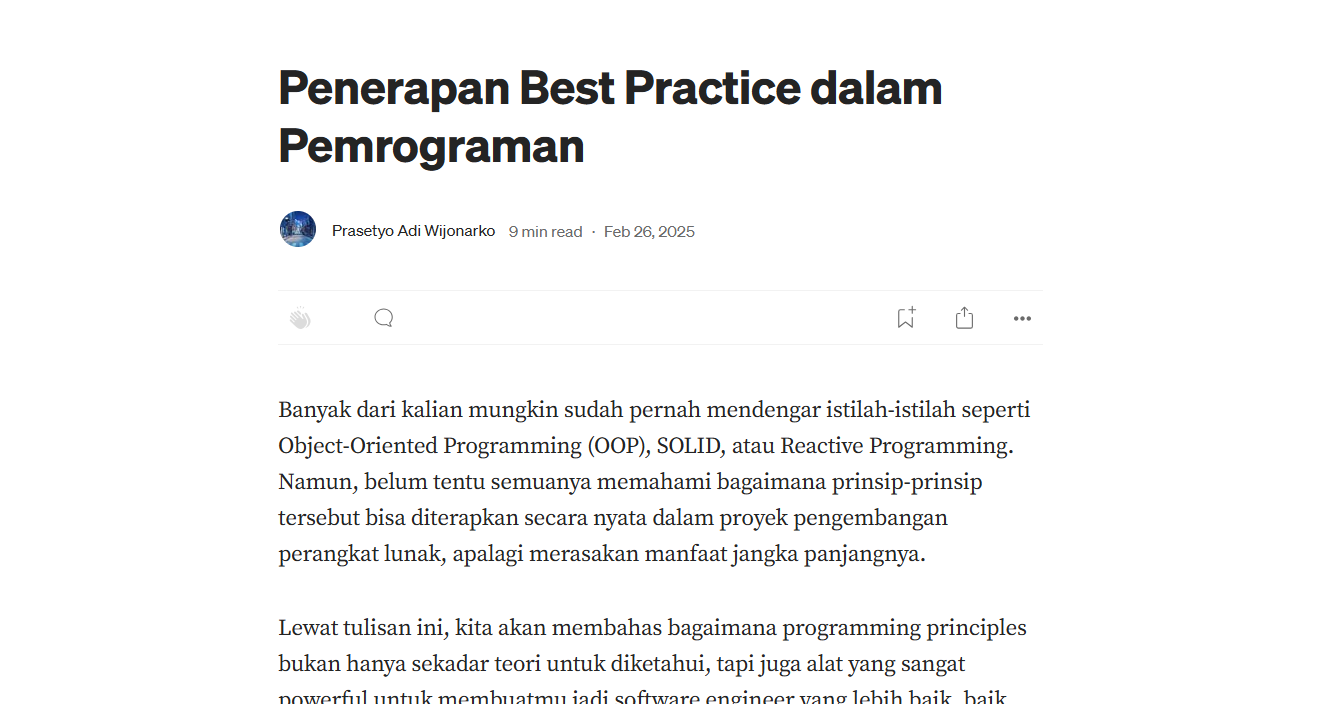 Penerapan Best Practice dalam
Pemrograman
Prasetyo Adi Wijonarko 9 min read · Feb 26, 2025
Banyak dari kalian mungkin sudah pernah mendengar istilah-istilah seperti
Object-Oriented Programming (OOP), SOLID, atau Reactive Programming.
Namun, belum tentu semuanya memahami bagaimana prinsip-prinsip
tersebut bisa diterapkan secara nyata dalam proyek pengembangan
perangkat lunak, apalagi merasakan manfaat jangka panjangnya.
Lewat tulisan ini, kita akan membahas bagaimana programming principles
bukan hanya sekadar teori untuk diketahui, tapi juga alat yang sangat
powerful untuk membuatmu jadi software engineer yang lebih baik, baik